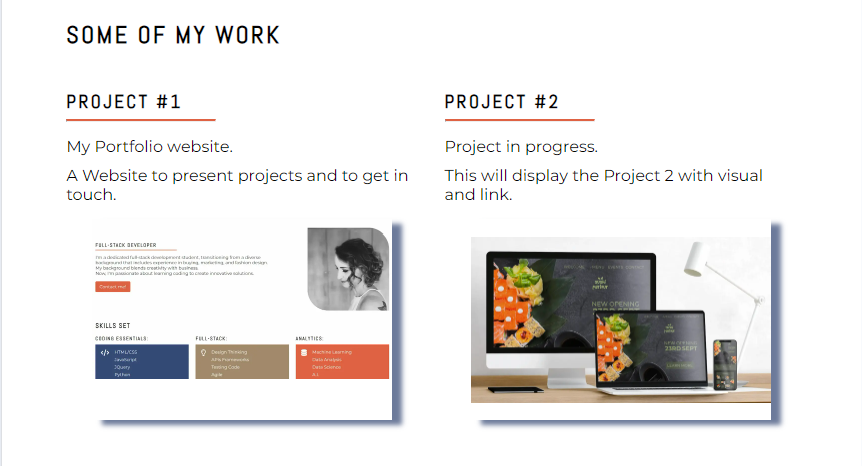 SOME OF MY WORK
PROJECT #1
My Portfolio website.
A Website to present projects and to get in
touch.
FULL-STACK DEVELOPER
I'm a dedicated full-stack development student, transitioning from a diverse
background that includes experience in buying, marketing, and fashion design.
My background blends creativity with business.
Now, I'm passionate about learning coding to create innovative solutions.
Contact me!
SKILLS SET
CODING ESSENTIALS:
HTML/CSS
JavaScript
JQuery
Python
FULL-STACK:
Design Thinking
APIs Frameworks
Testing Code
Agile
ANALYTICS:
Machine Learning
Data Analysis
Data Science
A.I.
PROJECT #2
Project in progress.
This will display the Project 2 with visual
and link.
NEW OPENING
NEW OPENING
23RD SEPT